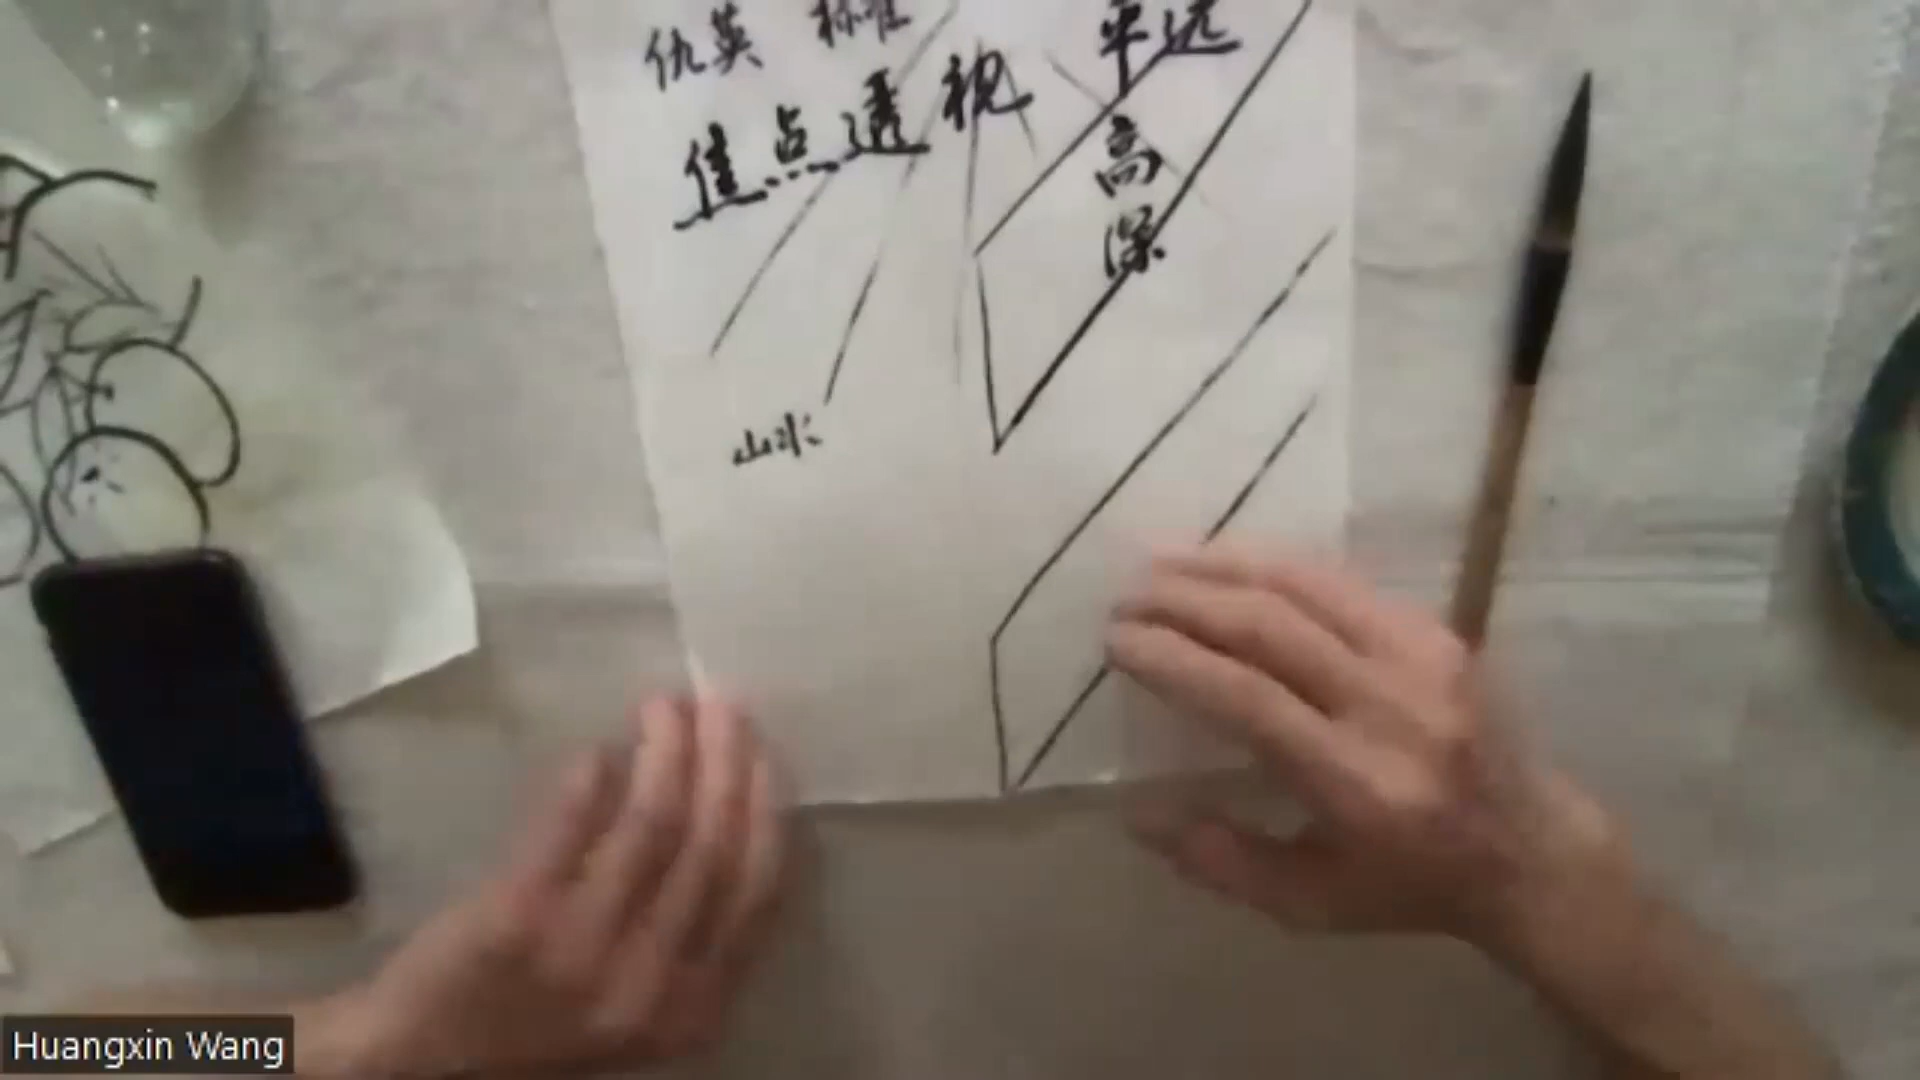 仇英 标准
焦点透视
平远
高
深
山水
Huangxin Wang